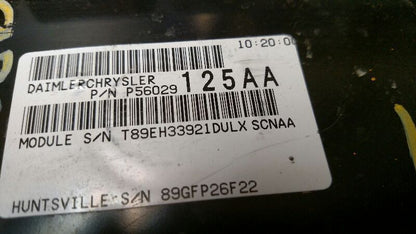 10:20:0
DAIMLERCHRYSLER
P/N P56029 125AA
MODULE S/N T89EH33921DULX SCNAA
HUNTSVILLE S/N 89GFP26F22